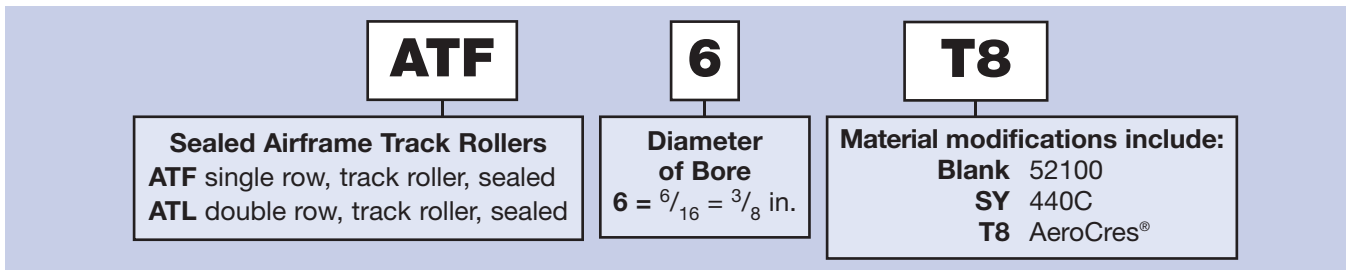 ATF
6
T8
Sealed Airframe Track Rollers
ATF single row, track roller, sealed
ATL double row, track roller, sealed
Diameter
of Bore
6 = 6/16 = 3/8 in.
Material modifications include:
Blank 52100
SY 440C
T8 AeroCres®